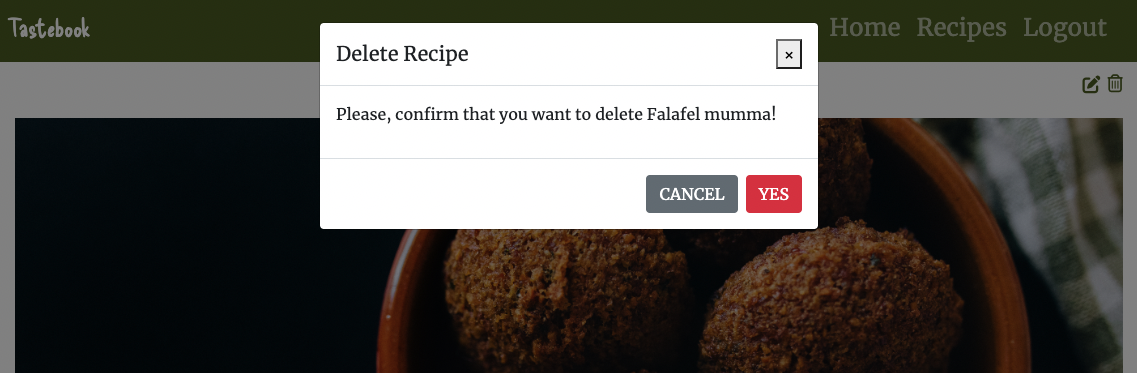 Tastebook
Home Recipes Logout
Delete Recipe
×
Please, confirm that you want to delete Falafel mumma!
CANCEL YES